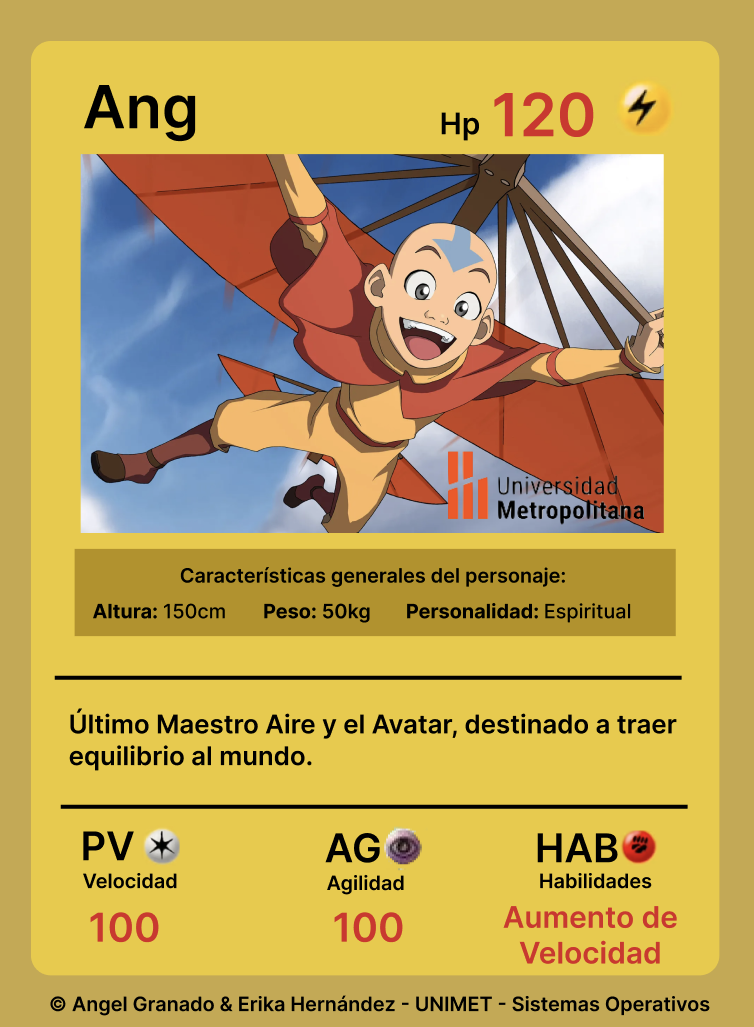 Ang
Hp 120
Universidad
Metropolitana
Características generales del personaje:
Altura: 150cm Peso: 50kg Personalidad: Espiritual
Último Maestro Aire y el Avatar, destinado a traer
equilibrio al mundo.
PV AG HAB
Velocidad Agilidad Habilidades
100 100 Aumento de
Velocidad
© Angel Granado & Erika Hernández - UNIMET - Sistemas Operativos